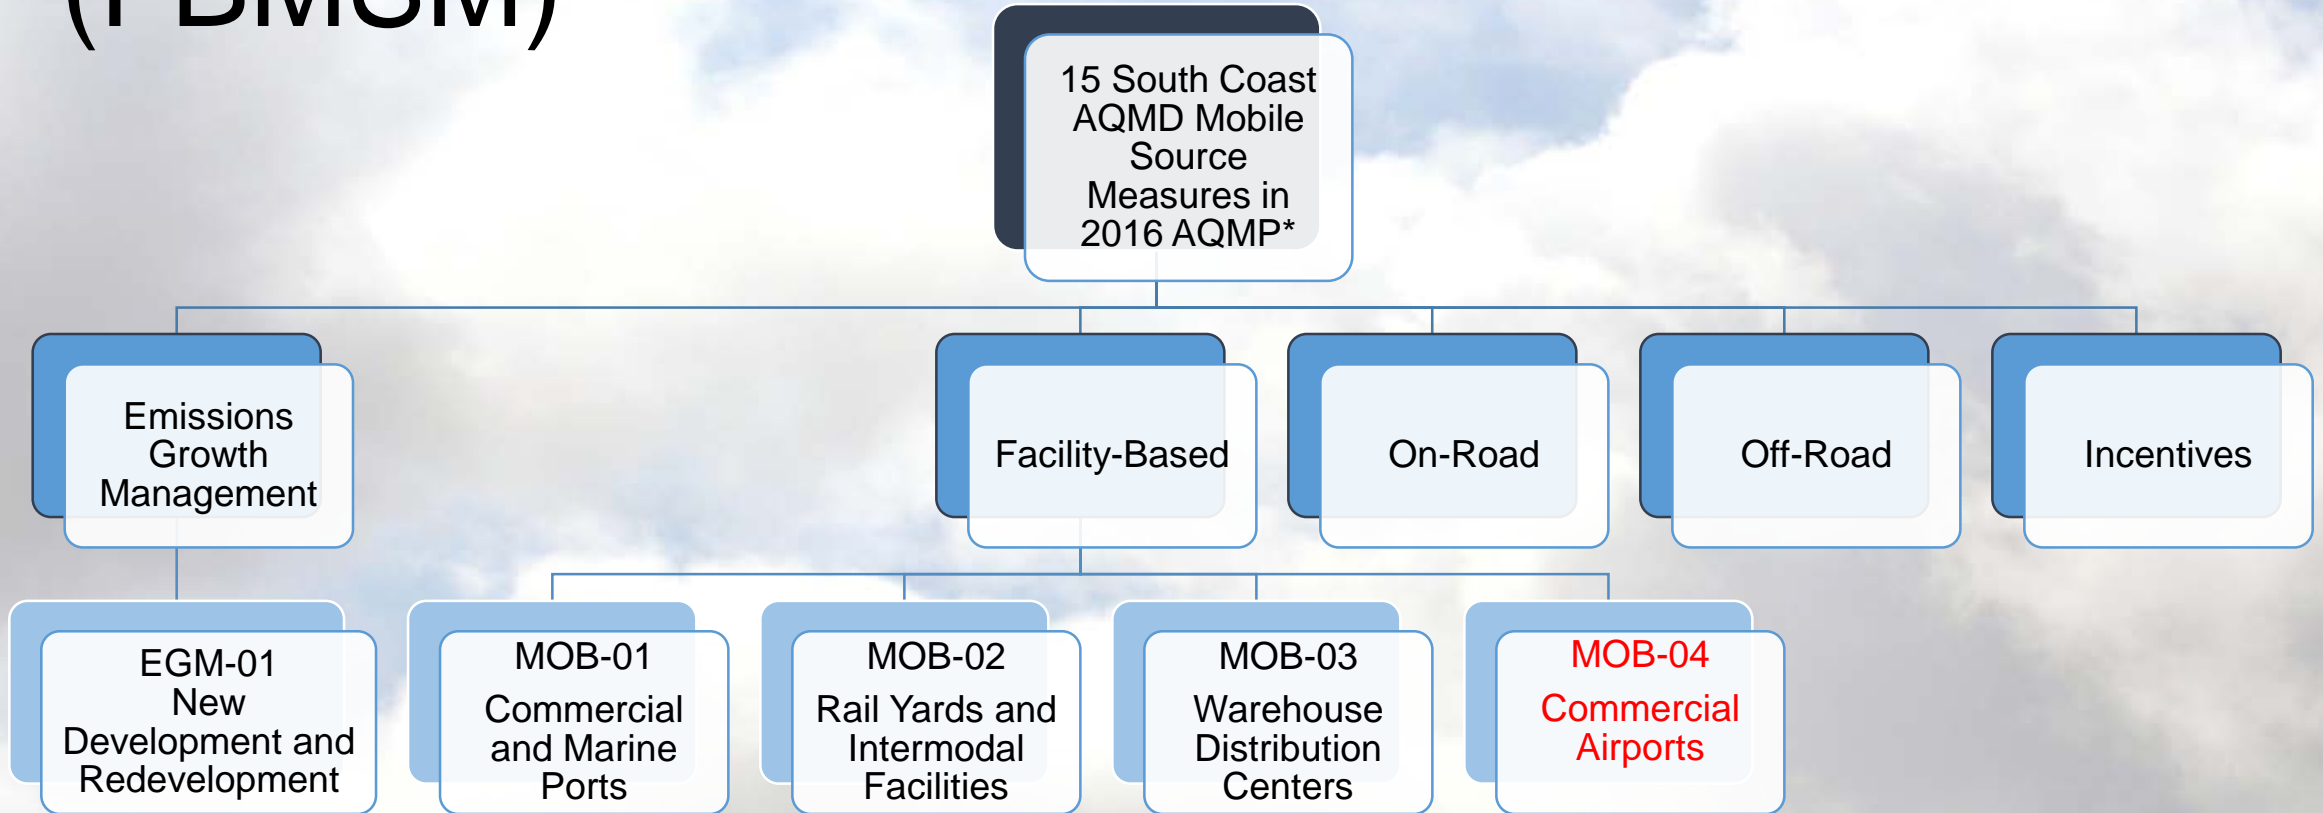 15 South Coast
AQMD Mobile
Source
Measures in
2016 AQMP*
Emissions
Growth
Management
Facility-Based
On-Road
Off-Road
Incentives
EGM-01
New
Development and
Redevelopment
MOB-01
Commercial
and Marine
Ports
MOB-02
Rail Yards and
Intermodal
Facilities
MOB-03
Warehouse
Distribution
Centers
MOB-04
Commercial
Airports